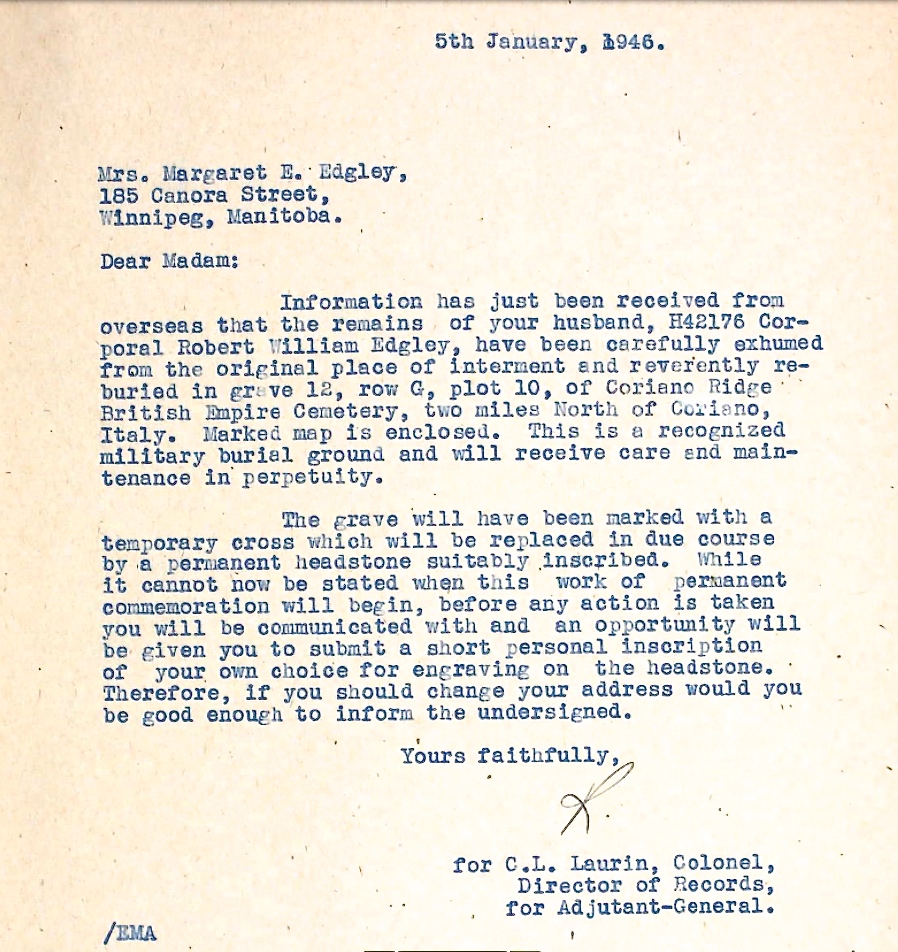 5th January, 1946.
Mrs. Margaret E. Edgley,
185 Canora Street,
Winnipeg, Manitoba.
Dear Madam:
Information has just been received from
overseas that the remains of your husband, H42176 Cor-
poral Robert William Edgley, have been carefully exhumed
from the original place of interment and reverently re-
buried in grave 12, row G, plot 10, of Coriano Ridge
British Empire Cemetery, two miles North of Coriano,
Italy. Marked map is enclosed. This is a recognized
military burial ground and will receive care and main-
tenance in perpetuity.
The grave will have been marked with a
temporary cross which will be replaced in due course
by a permanent headstone suitably inscribed. While
it cannot now be stated when this work of permanent
commemoration will begin, before any action is taken
you will be communicated with and an opportunity will
be given you to submit a short personal inscription
of your own choice for engraving on the headstone.
Therefore, if you should change your address would you
be good enough to inform the undersigned.
Yours faithfully,
for C.L. Laurin, Colonel,
Director of Records,
for Adjutant-General.
/EMA